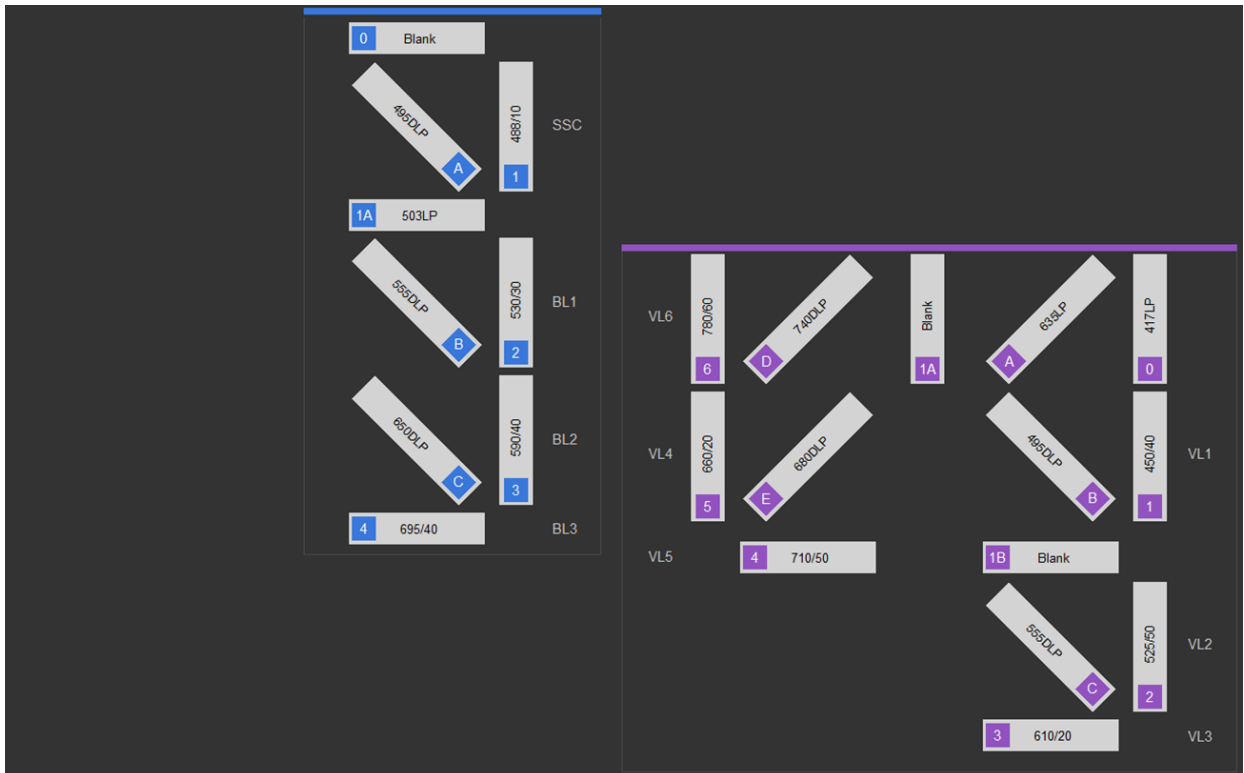 0 Blank
495DLP A
488/10 1
SSC
1A 503LP
555DLP B
530/30 2
BL1
650DLP C
590/40 3
BL2
4 695/40
BL3
VL6
780/60 6
740DLP D
Blank 1A
635LP A
417LP 0
VL4
660/20 5
680DLP E
495DLP B
450/40 1
VL1
VL5
4 710/50
1B Blank
555DLP C
525/50 2
VL2
3 610/20
VL3